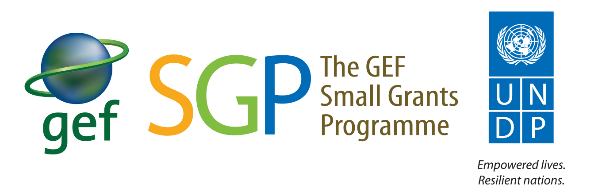 gef
SGP
The GEF
Small Grants
Programme
U N
D P
Empowered lives.
Resilient nations.